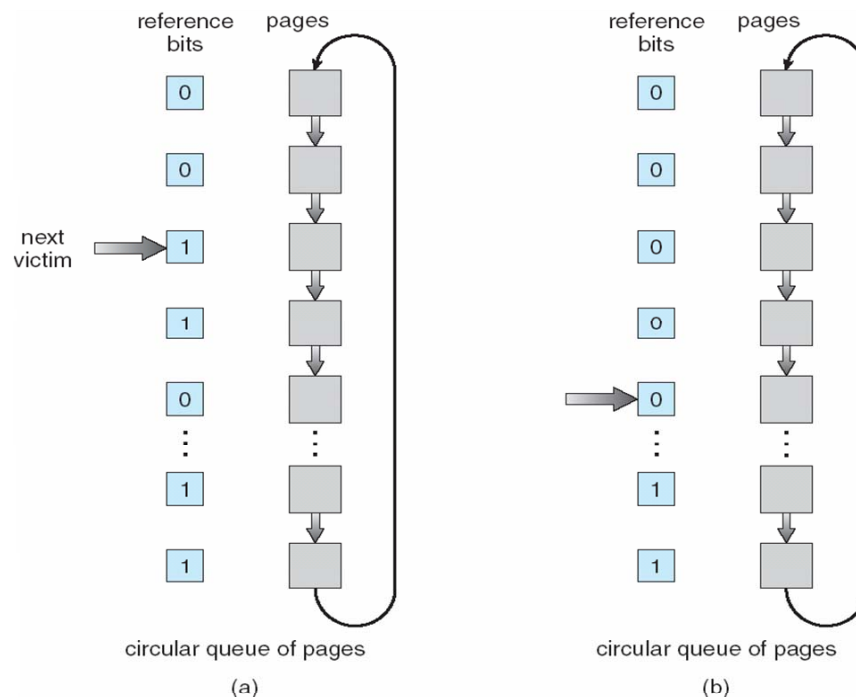 reference bits
pages
0
0
next victim
1
1
0
1
1
circular queue of pages
(a)
reference bits
pages
0
0
0
0
0
1
1
circular queue of pages
(b)